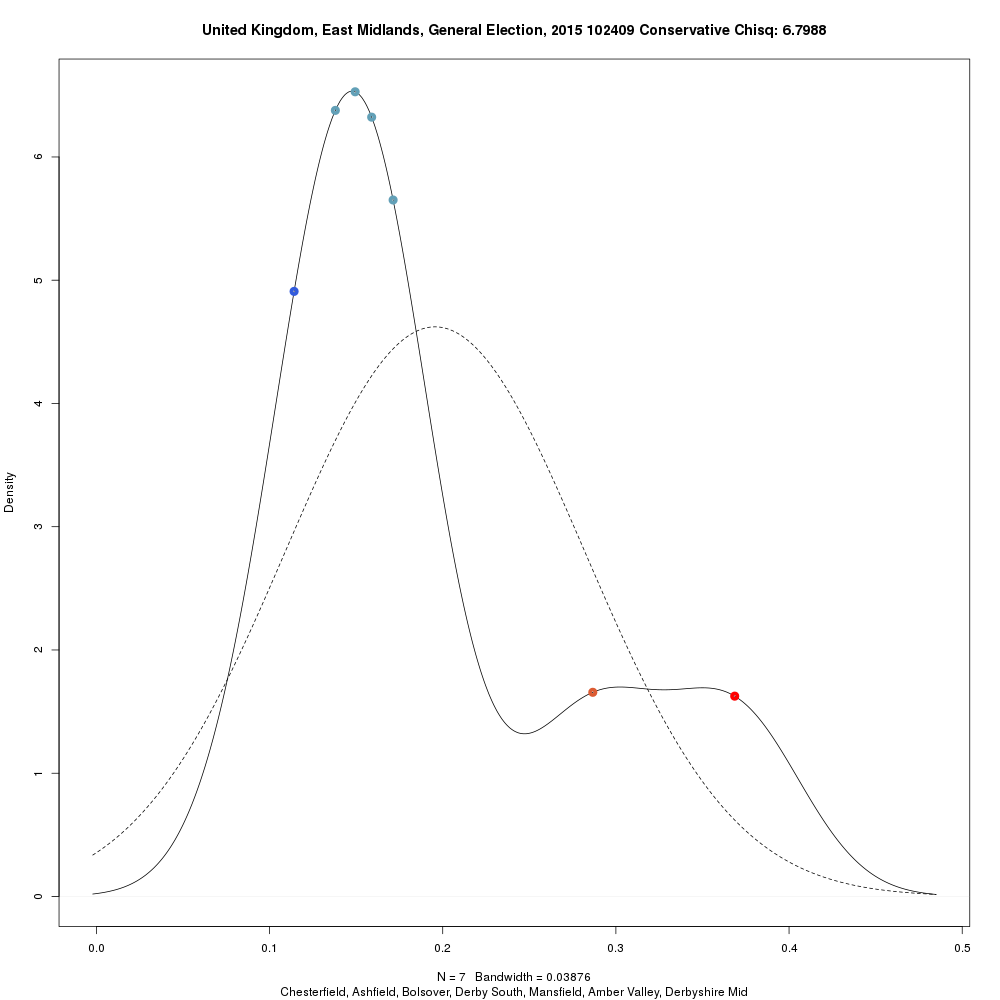 United Kingdom, East Midlands, General Election, 2015 102409 Conservative Chisq: 6.7988
Density
6
5
4
3
2
1
0
0.0 0.1 0.2 0.3 0.4 0.5
N = 7 Bandwidth = 0.03876
Chesterfield, Ashfield, Bolsover, Derby South, Mansfield, Amber Valley, Derbyshire Mid